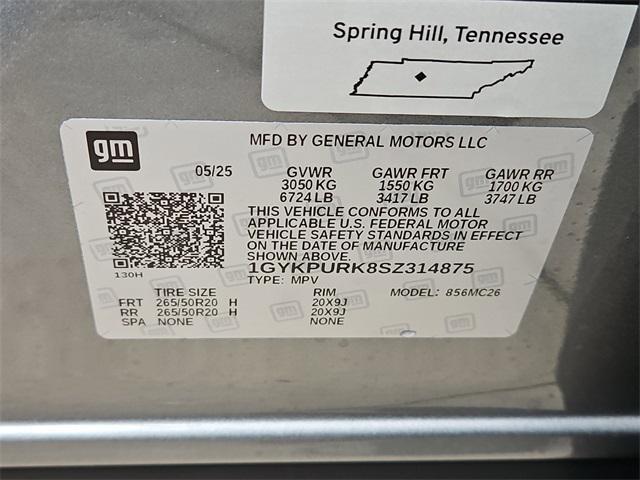 Spring Hill, Tennessee
gm
MFD BY GENERAL MOTORS LLC
05/25 GVWR GAWR FRT GAWR RR
3050 KG 1550 KG 1700 KG
6724 LB 3417 LB 3747 LB
THIS VEHICLE CONFORMS TO ALL
APPLICABLE U.S. FEDERAL MOTOR
VEHICLE SAFETY STANDARDS IN EFFECT
ON THE DATE OF MANUFACTURE
SHOWN ABOVE.
1GYKPURK8SZ314875
130H
TYPE: MPV
TIRE SIZE RIM MODEL: 856MC26
FRT 265/50R20 H 20X9J
RR 265/50R20 H 20X9J
SPA NONE NONE